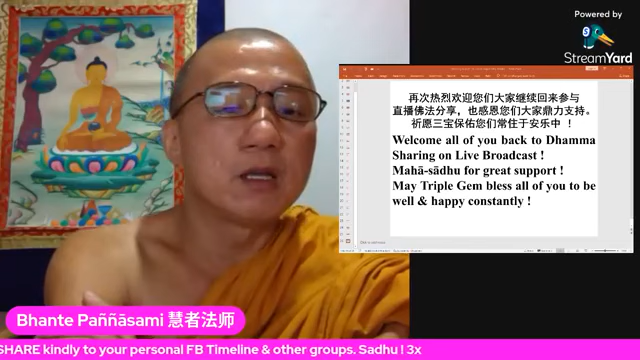 Powered by
StreamYard
再次热烈欢迎您们大家继续回来参与
直播佛法分享，也感恩您们大家鼎力支持。
祈愿三宝保佑您们常住于安乐中 ！
Welcome all of you back to Dhamma
Sharing on Live Broadcast !
Mahā-sādhu for great support !
May Triple Gem bless all of you to be
well & happy constantly !
Bhante Paññāsami 慧者法师
SHARE kindly to your personal FB Timeline & other groups. Sadhu ! 3x